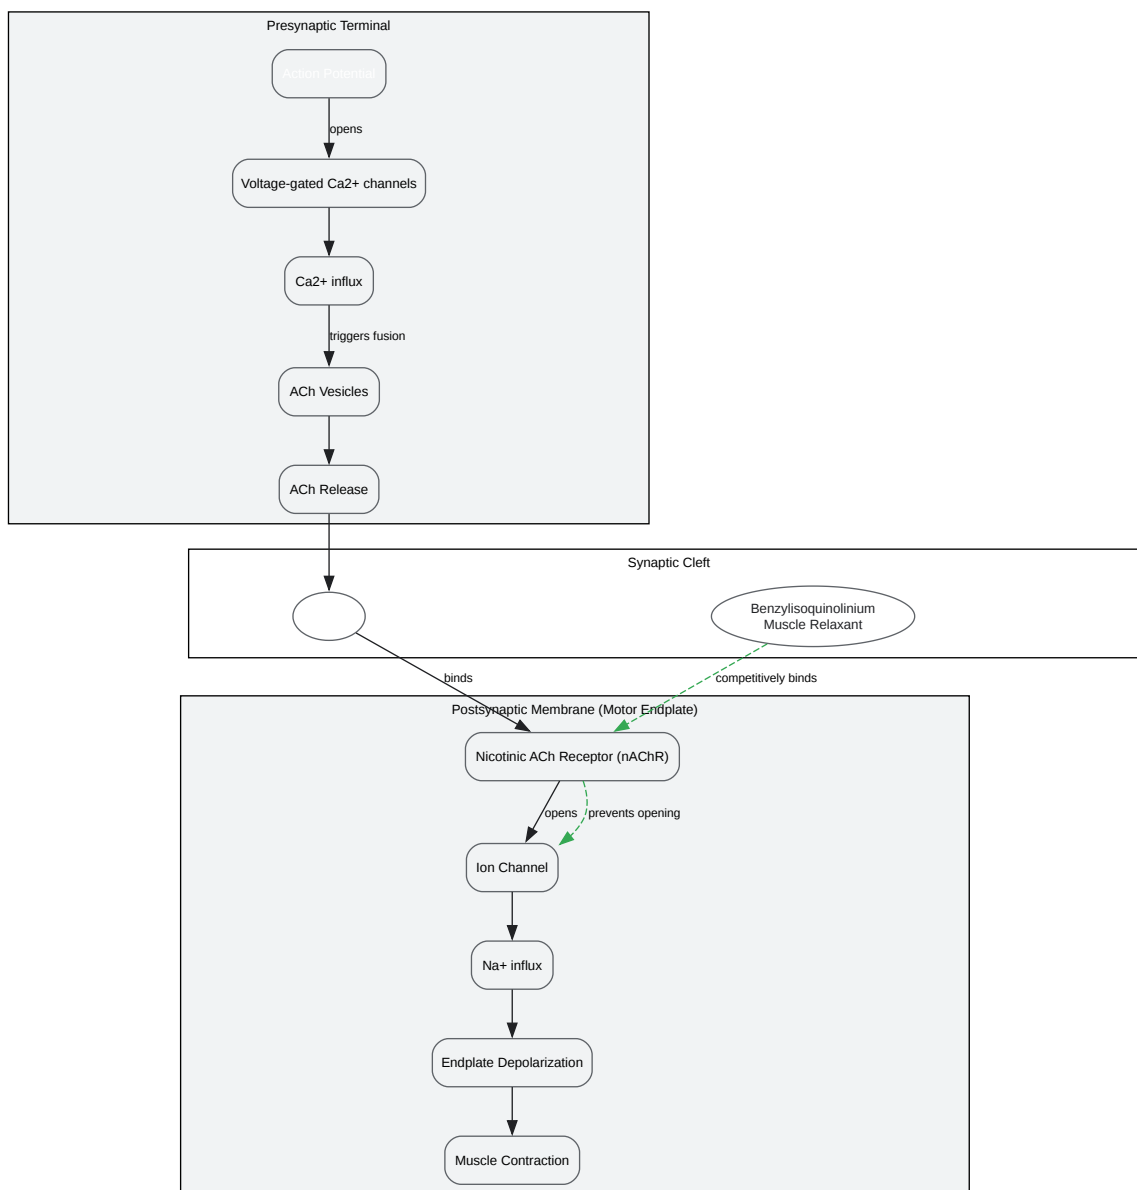 Presynaptic Terminal
Action Potential
opens
Voltage-gated Ca2+ channels
Ca2+ influx
triggers fusion
ACh Vesicles
ACh Release
Synaptic Cleft
Benzylisoquinolinium
Muscle Relaxant
binds
competitively binds
Postsynaptic Membrane (Motor Endplate)
Nicotinic ACh Receptor (nAChR)
opens
prevents opening
Ion Channel
Na+ influx
Endplate Depolarization
Muscle Contraction